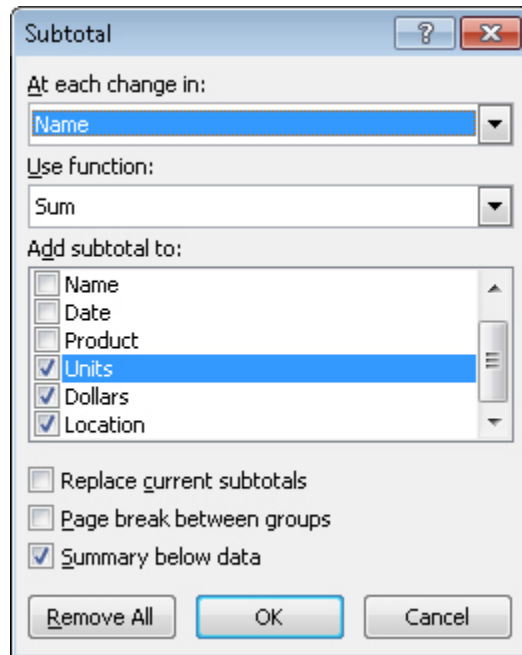 Subtotal
At each change in:
Name
Use function:
Sum
Add subtotal to:
Name
Date
Product
Units
Dollars
Location
Replace current subtotals
Page break between groups
Summary below data
Remove All OK Cancel